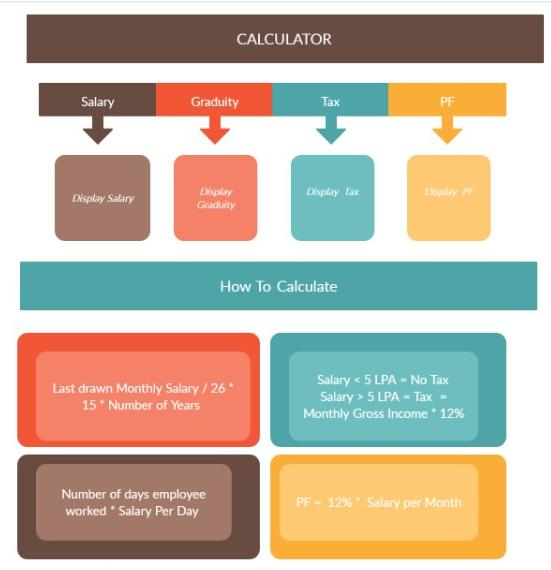 CALCULATOR
Salary
Graduity
Tax
PF
Display Salary
Display
Graduity
Display Tax
Display PF
How To Calculate
Last drawn Monthly Salary / 26 *
15 * Number of Years
Salary < 5 LPA = No Tax
Salary > 5 LPA = Tax =
Monthly Gross Income * 12%
Number of days employee
worked * Salary Per Day
PF = 12% * Salary per Month